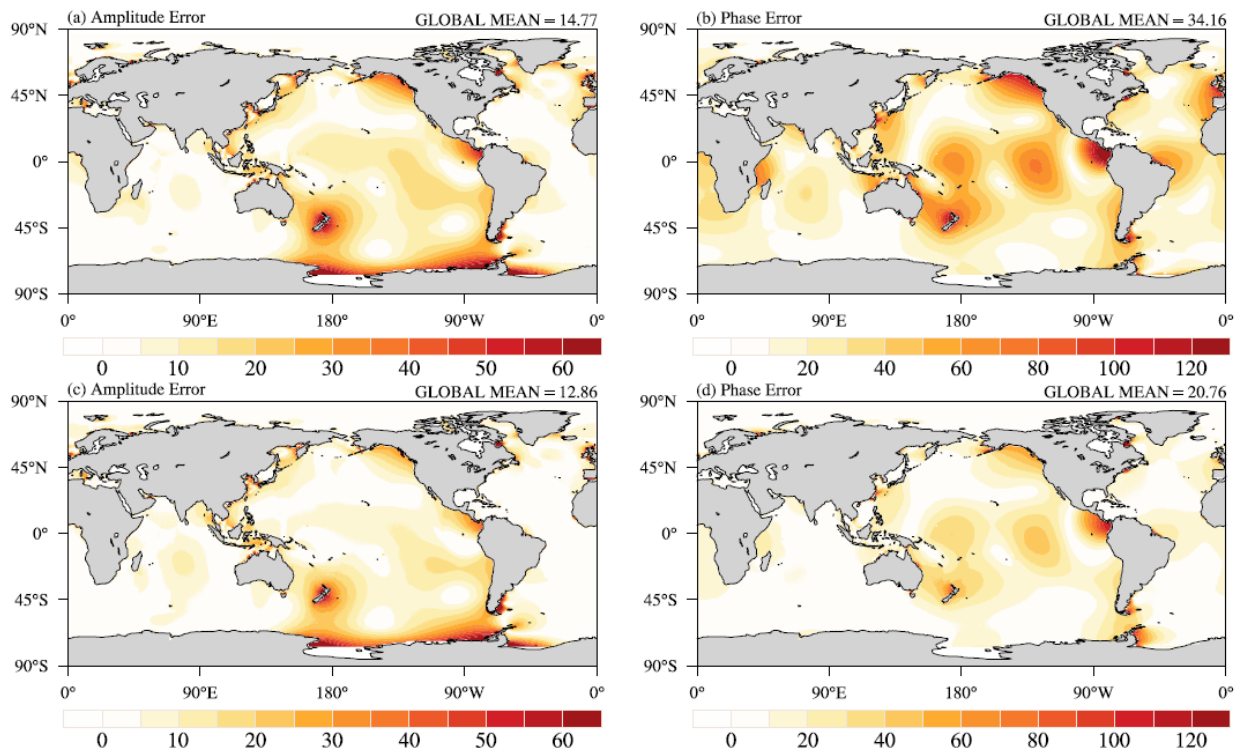 (a) Amplitude Error GLOBAL MEAN = 14.77
90°N
45°N
0°
45°S
90°S
0° 90°E 180° 90°W 0°
0 10 20 30 40 50 60
(b) Phase Error GLOBAL MEAN = 34.16
90°N
45°N
0°
45°S
90°S
0° 90°E 180° 90°W 0°
0 20 40 60 80 100 120
(c) Amplitude Error GLOBAL MEAN = 12.86
90°N
45°N
0°
45°S
90°S
0° 90°E 180° 90°W 0°
0 10 20 30 40 50 60
(d) Phase Error GLOBAL MEAN = 20.76
90°N
45°N
0°
45°S
90°S
0° 90°E 180° 90°W 0°
0 20 40 60 80 100 120